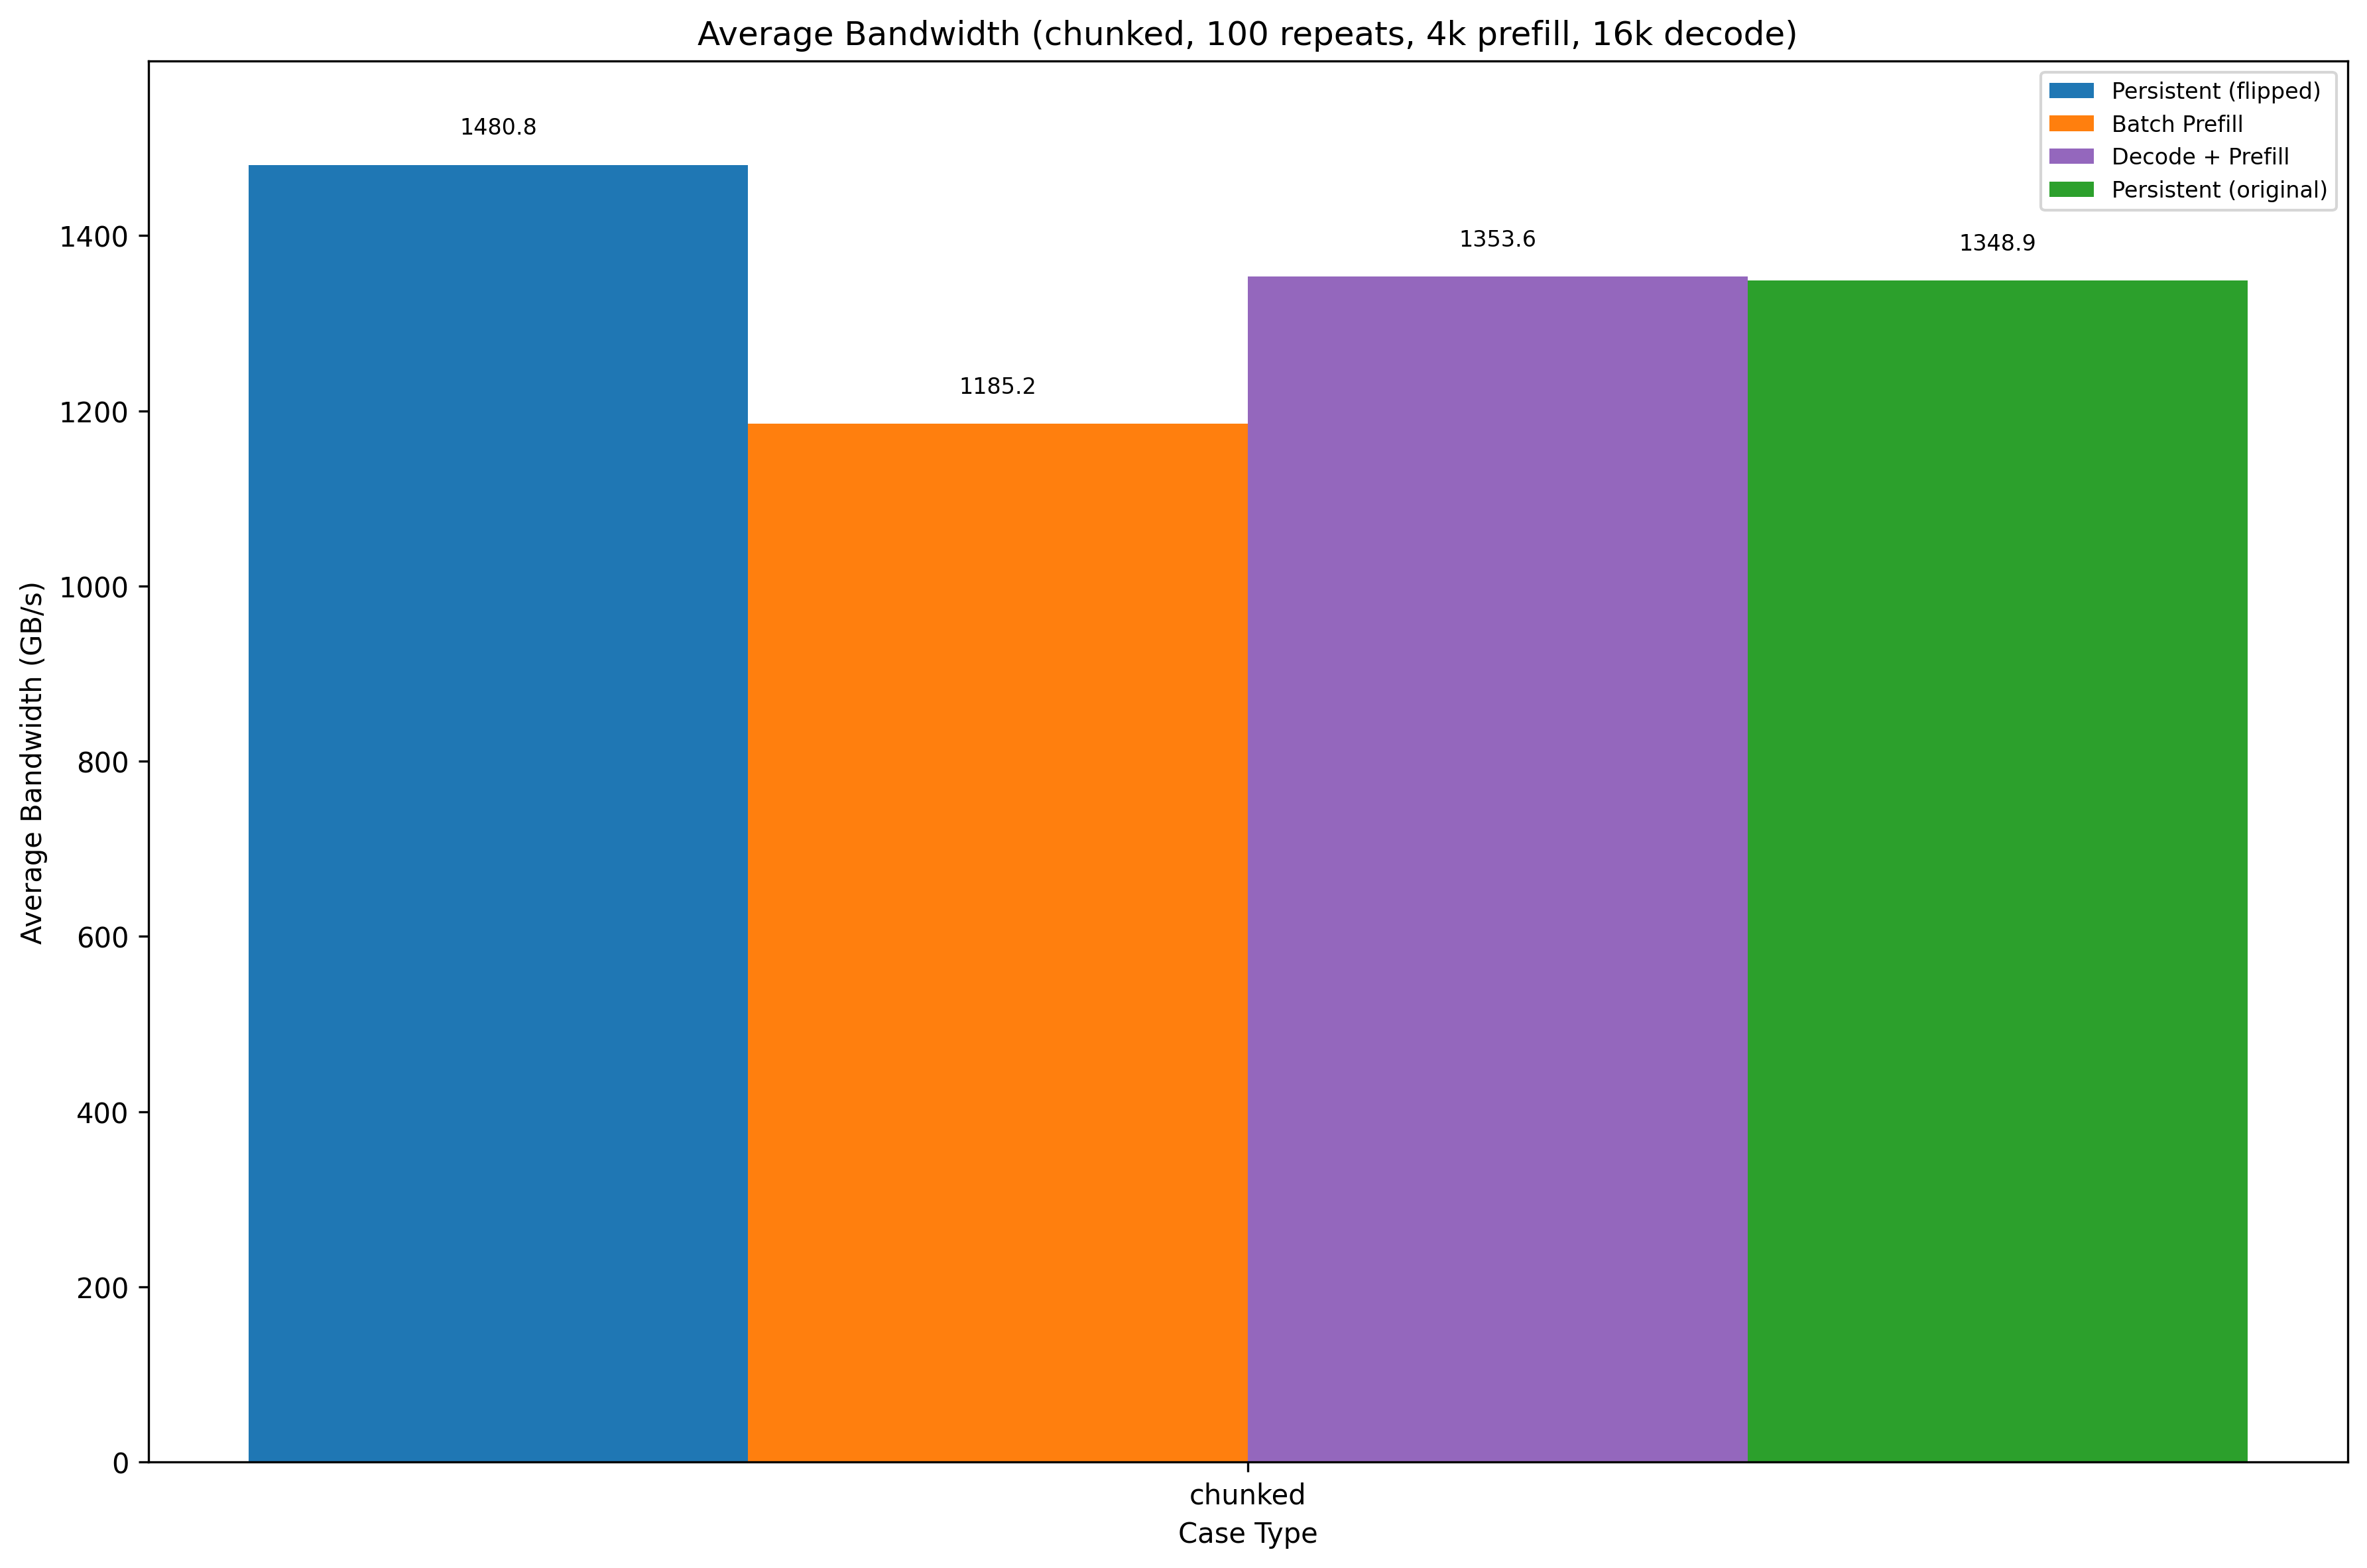 Average Bandwidth (chunked, 100 repeats, 4k prefill, 16k decode)
Persistent (flipped)
Batch Prefill
Decode + Prefill
Persistent (original)
1480.8
1185.2
1353.6
1348.9
Average Bandwidth (GB/s)
1400
1200
1000
800
600
400
200
0
chunked
Case Type